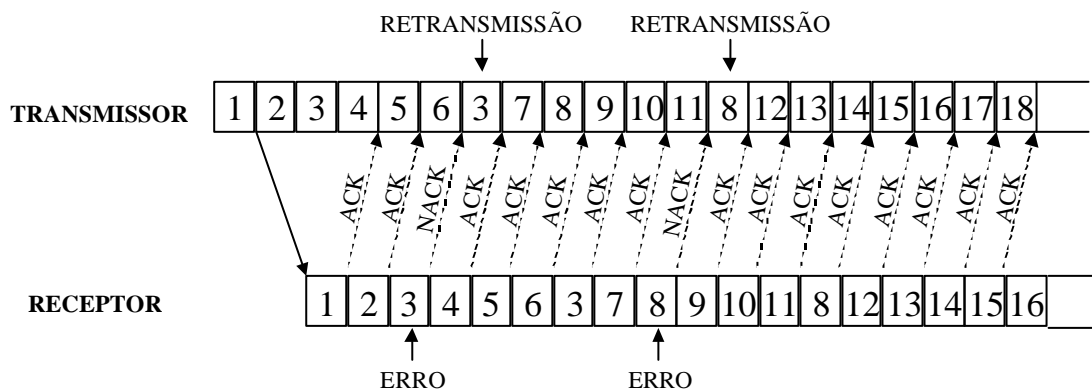 RETRANSMISSÃO RETRANSMISSÃO
TRANSMISSOR 1 2 3 4 5 6 3 7 8 9 10 11 8 12 13 14 15 16 17 18
ACK ACK NACK ACK ACK ACK ACK ACK NACK ACK ACK ACK ACK ACK ACK ACK ACK
RECEPTOR 1 2 3 4 5 6 3 7 8 9 10 11 8 12 13 14 15 16
ERRO ERRO